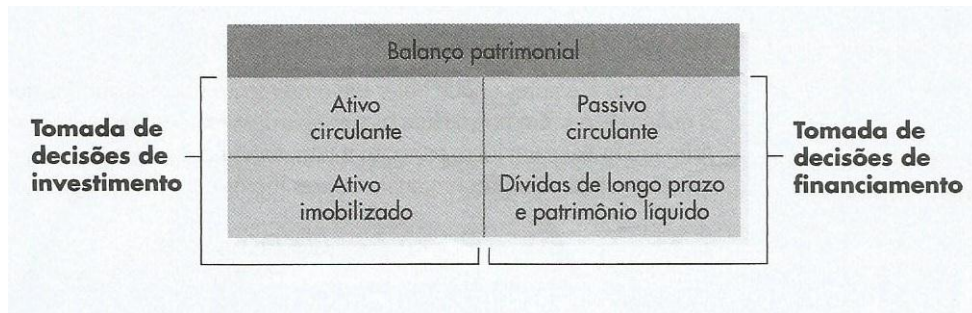 Balanço patrimonial
Tomada de
decisões de
investimento
Ativo
circulante
Passivo
circulante
Ativo
imobilizado
Dívidas de longo prazo
e patrimônio líquido
Tomada de
decisões de
financiamento